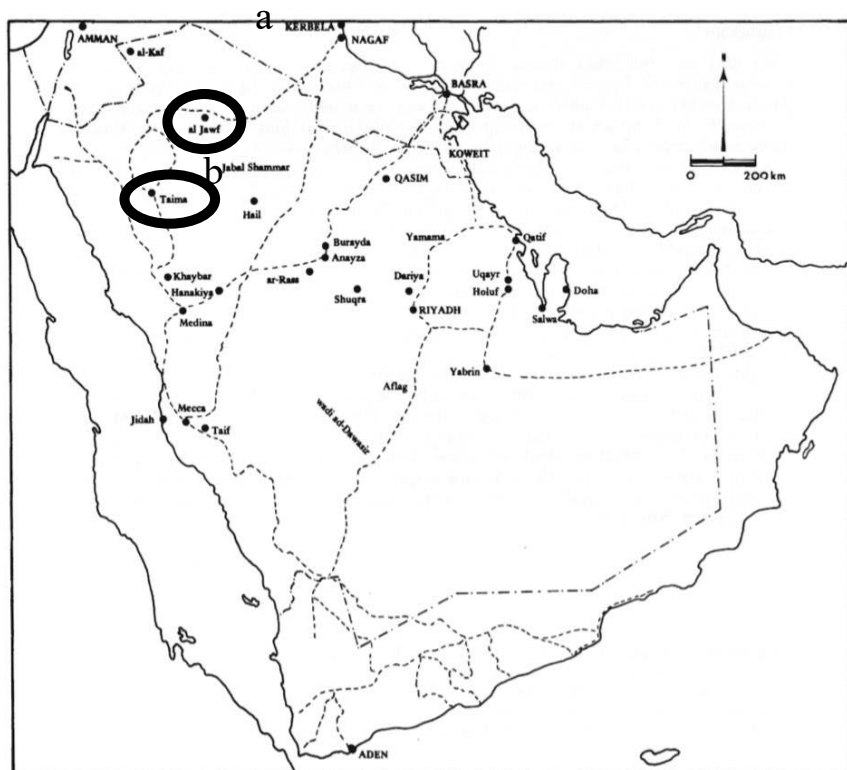 a
KERBELA
AMMAN
NAGAF
al-Kaf
BASRA
al Jawf
KOWEIT
b
Jabal Shammar
QASIM
Taima
Hail
0 200 km
Yamama
Qatif
Burayda
Anayza
Khaybar
ar-Rass
Dariya
Uqayr
Hanakiya
Shuqra
Holuf
Doha
Medina
RIYADH
Salwa
Yabrin
Aflag
Mecca
wadi ad-Dawasir
Jidah
Taif
ADEN